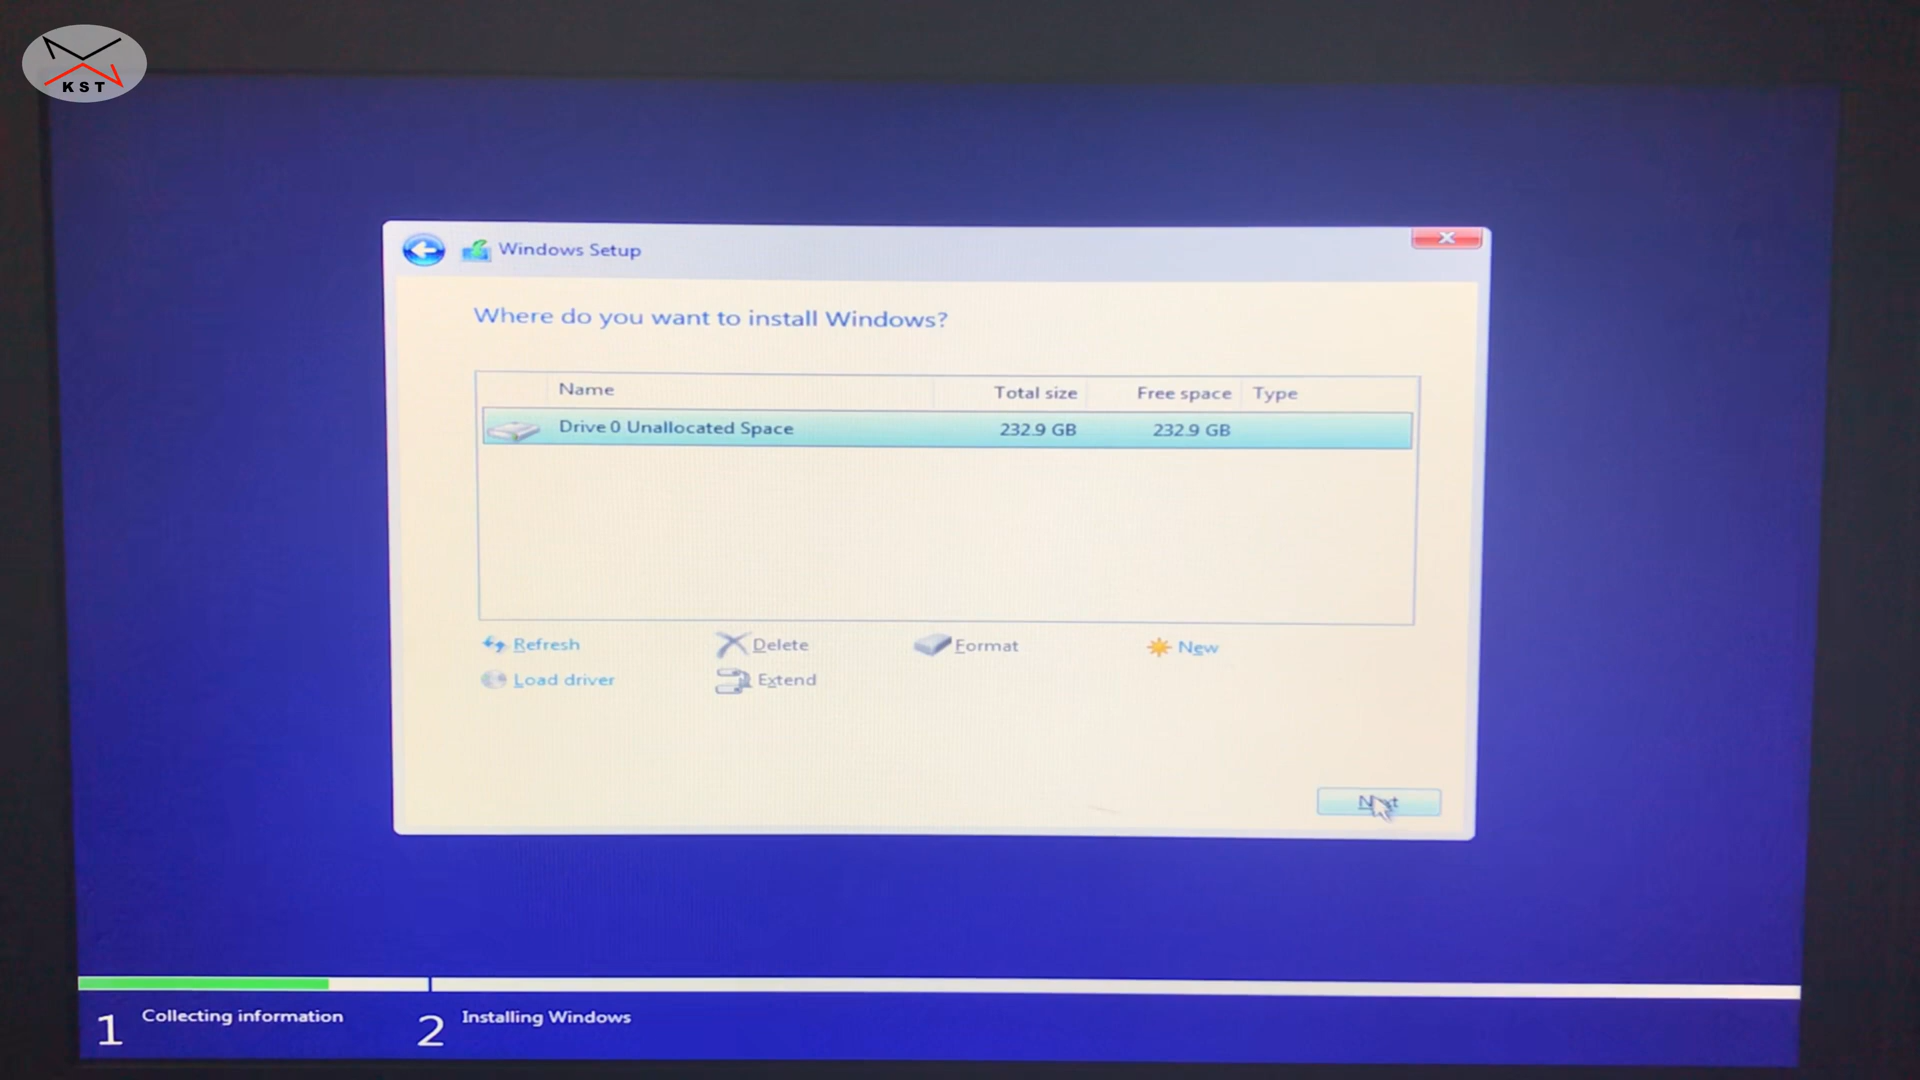 KST
Windows Setup
Where do you want to install Windows?
Name Total size Free space Type
Drive 0 Unallocated Space 232.9 GB 232.9 GB
Refresh Delete Format New
Load driver Extend
Next
1 Collecting information 2 Installing Windows